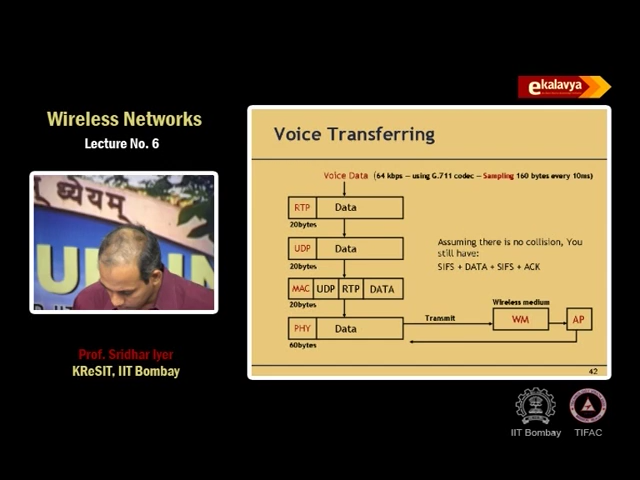 ekalavya
Wireless Networks
Lecture No. 6
ध्येयम्
Prof. Sridhar Iyer
KReSIT, IIT Bombay
Voice Transferring
Voice Data (64 kbps – using G.711 codec – Sampling 160 bytes every 10ms)
RTP Data
20bytes
UDP Data
20bytes
MAC UDP RTP DATA
20bytes
PHY Data
60bytes
Assuming there is no collision, You
still have:
SIFS + DATA + SIFS + ACK
Wireless medium
Transmit WM AP
42
IIT Bombay TIFAC